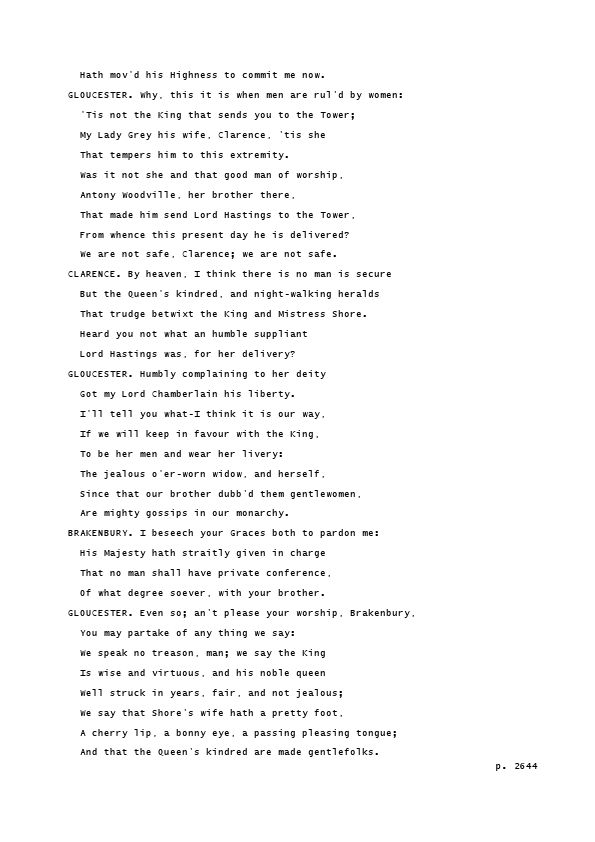 Hath mov'd his Highness to commit me now.
GLOUCESTER. Why, this it is when men are rul'd by women:
'Tis not the King that sends you to the Tower;
My Lady Grey his wife, Clarence, 'tis she
That tempers him to this extremity.
Was it not she and that good man of worship,
Antony Woodville, her brother there,
That made him send Lord Hastings to the Tower,
From whence this present day he is delivered?
We are not safe, Clarence; we are not safe.
CLARENCE. By heaven, I think there is no man is secure
But the Queen's kindred, and night-walking heralds
That trudge betwixt the King and Mistress Shore.
Heard you not what an humble suppliant
Lord Hastings was, for her delivery?
GLOUCESTER. Humbly complaining to her deity
Got my Lord Chamberlain his liberty.
I'll tell you what-I think it is our way,
If we will keep in favour with the King,
To be her men and wear her livery:
The jealous o'er-worn widow, and herself,
Since that our brother dubb'd them gentlewomen,
Are mighty gossips in our monarchy.
BRAKENBURY. I beseech your Graces both to pardon me:
His Majesty hath straitly given in charge
That no man shall have private conference,
Of what degree soever, with your brother.
GLOUCESTER. Even so; an't please your worship, Brakenbury,
You may partake of any thing we say:
We speak no treason, man; we say the King
Is wise and virtuous, and his noble queen
Well struck in years, fair, and not jealous;
We say that Shore's wife hath a pretty foot,
A cherry lip, a bonny eye, a passing pleasing tongue;
And that the Queen's kindred are made gentlefolks.
p. 2644